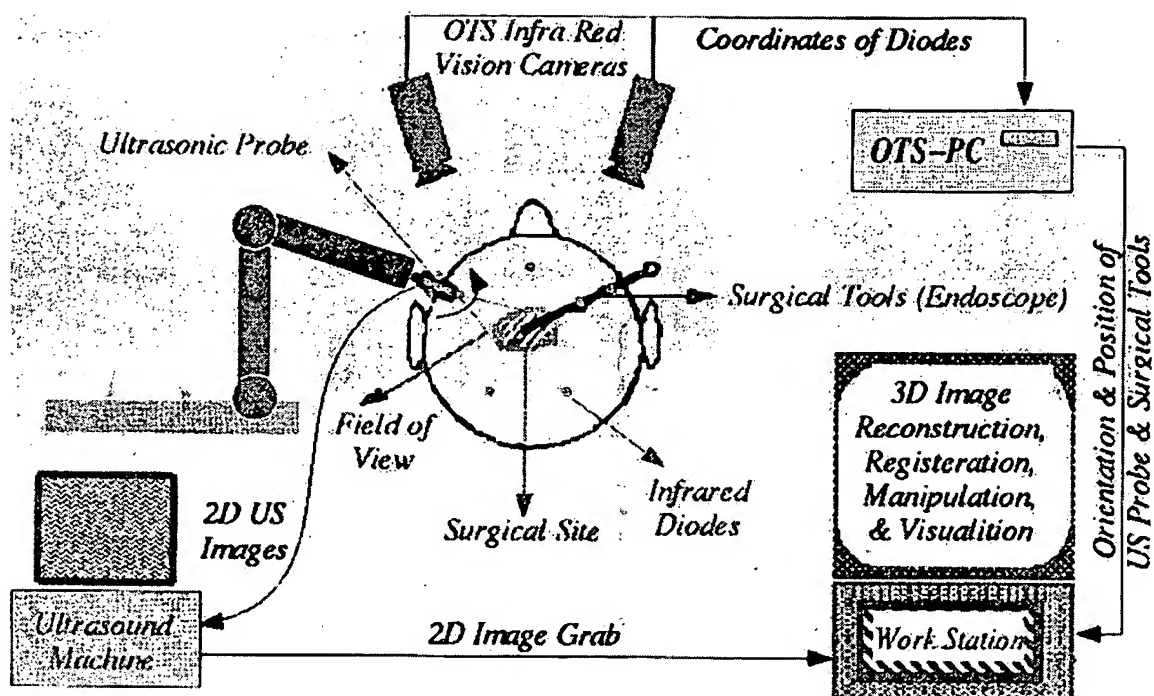 OTS Infra Red
Vision Cameras
Coordinates of Diodes
Ultrasonic Probe
OTS-PC
Surgical Tools (Endoscope)
Orientation & Position of
US Probe & Surgical Tools
3D Image
Reconstruction,
Registeration,
Manipulation,
& Visualition
Field of
View
Infrared
Diodes
Surgical Site
2D US
Images
Ultrasound
Machine
2D Image Grab
Work Station